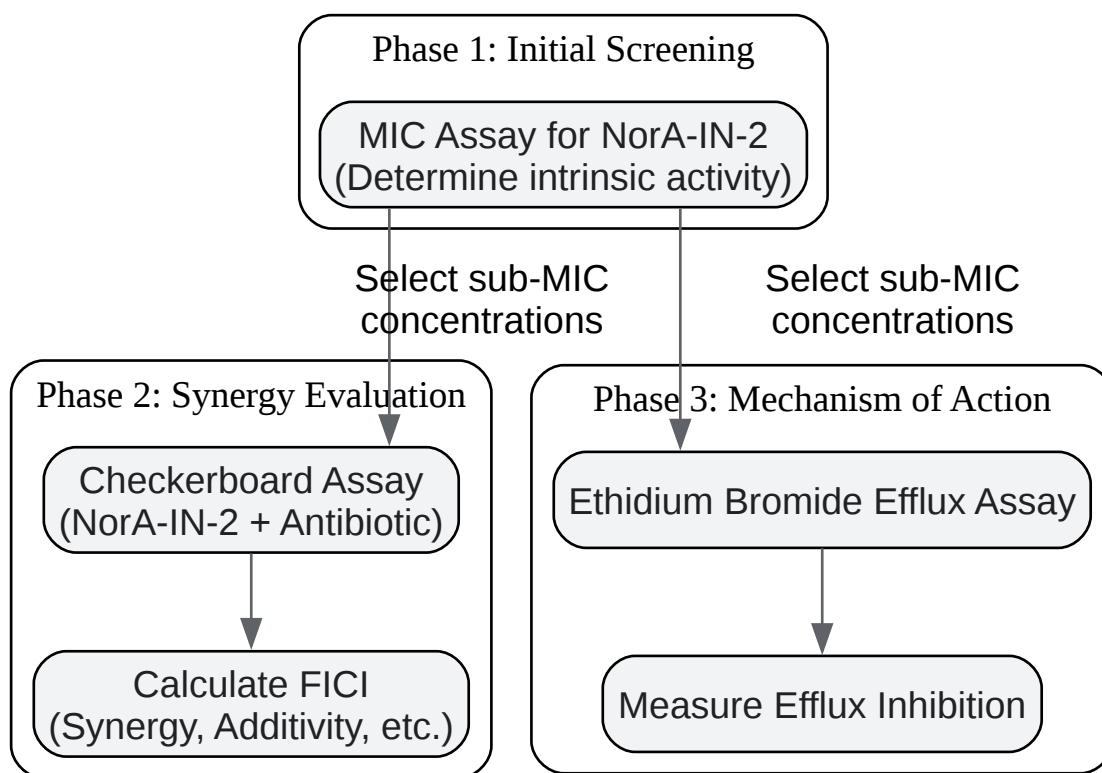 Phase 1: Initial Screening
MIC Assay for NorA-IN-2
(Determine intrinsic activity)
Select sub-MIC
concentrations
Select sub-MIC
concentrations
Phase 2: Synergy Evaluation
Checkerboard Assay
(NorA-IN-2 + Antibiotic)
Calculate FICI
(Synergy, Additivity, etc.)
Phase 3: Mechanism of Action
Ethidium Bromide Efflux Assay
Measure Efflux Inhibition